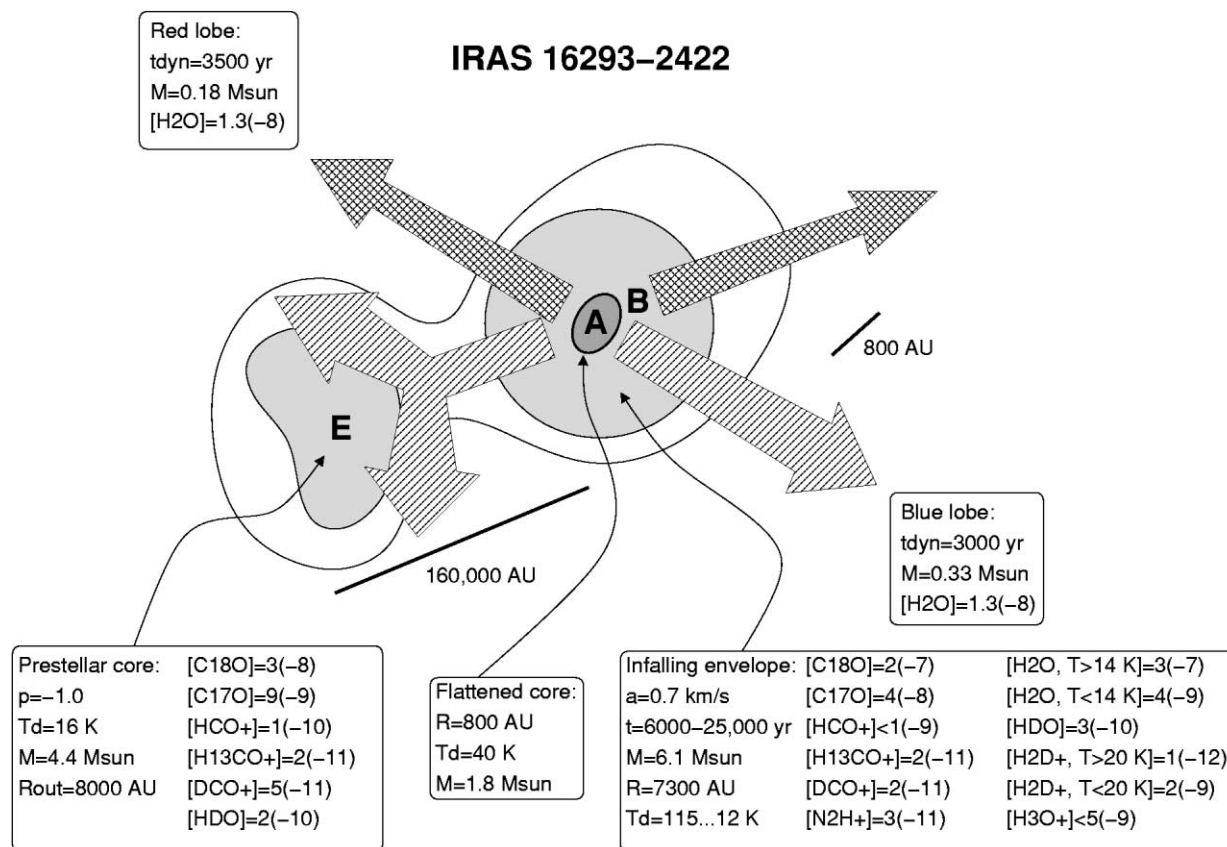 Red lobe:
tdyn=3500 yr
M=0.18 Msun
[H2O]=1.3(−8)
IRAS 16293−2422
A
B
E
800 AU
160,000 AU
Blue lobe:
tdyn=3000 yr
M=0.33 Msun
[H2O]=1.3(−8)
Prestellar core: [C18O]=3(−8)
p=−1.0 [C17O]=9(−9)
Td=16 K [HCO+]=1(−10)
M=4.4 Msun [H13CO+]=2(−11)
Rout=8000 AU [DCO+]=5(−11)
[HDO]=2(−10)
Flattened core:
R=800 AU
Td=40 K
M=1.8 Msun
Infalling envelope: [C18O]=2(−7) [H2O, T>14 K]=3(−7)
a=0.7 km/s [C17O]=4(−8) [H2O, T<14 K]=4(−9)
t=6000−25,000 yr [HCO+]<1(−9) [HDO]=3(−10)
M=6.1 Msun [H13CO+]=2(−11) [H2D+, T>20 K]=1(−12)
R=7300 AU [DCO+]=2(−11) [H2D+, T<20 K]=2(−9)
Td=115...12 K [N2H+]=3(−11) [H3O+]<5(−9)